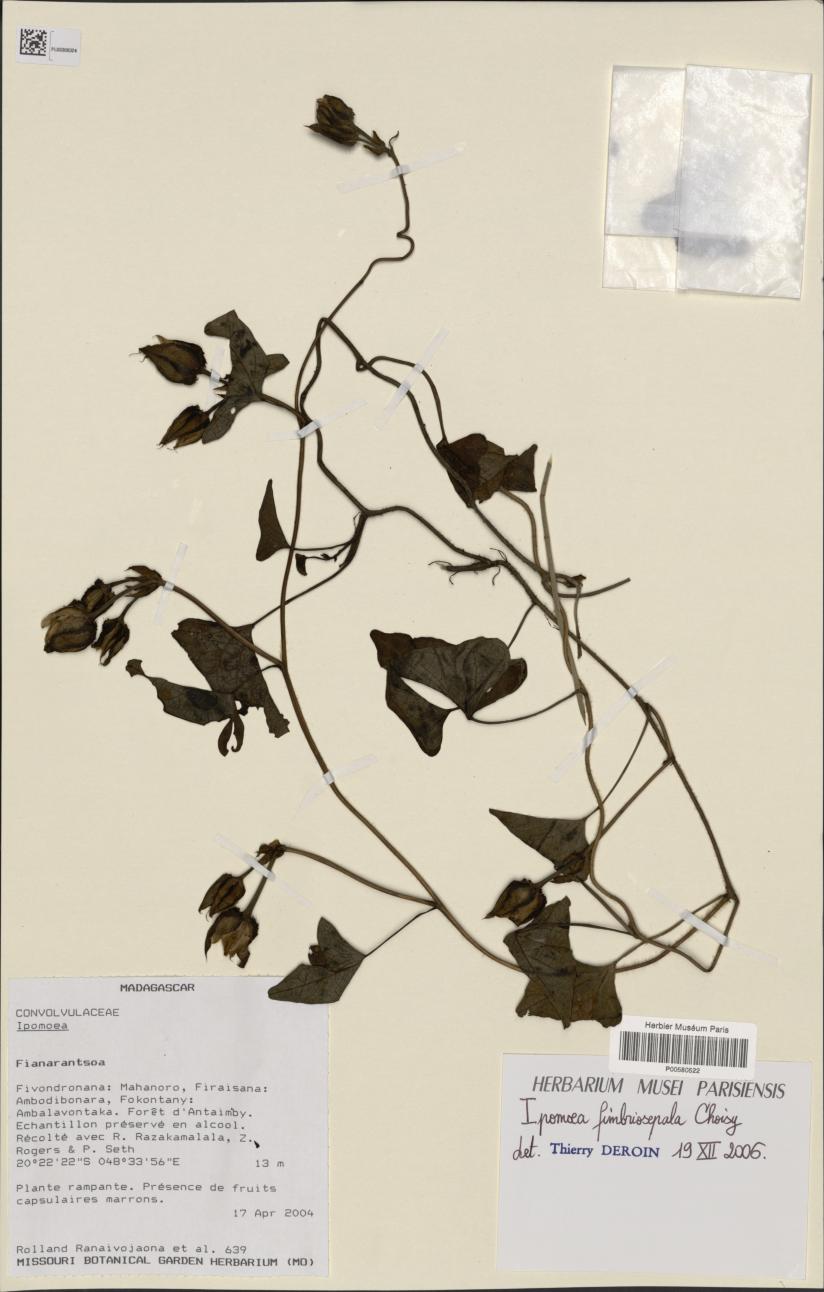 MADAGASCAR
CONVOLVULACEAE
Ipomoea
Fianarantsoa
Fivondronana: Mahanoro, Firaisana:
Ambodibonara, Fokontany:
Ambalavontaka. Forêt d'Antaimby.
Echantillon préservé en alcool.
Récolté avec R. Razakamalala, Z.
Rogers & P. Seth
20°22'22"S 048°33'56"E 13 m
Plante rampante. Présence de fruits
capsulaires marrons.
17 Apr 2004
Rolland Ranaivojaona et al. 639
MISSOURI BOTANICAL GARDEN HERBARIUM (MO)
Herbier Muséum Paris
P00580522
HERBARIUM MUSEI PARISIENSIS
Ipomoea fimbriosepala Choisy
det. Thierry DEROIN 19 XII 2006.